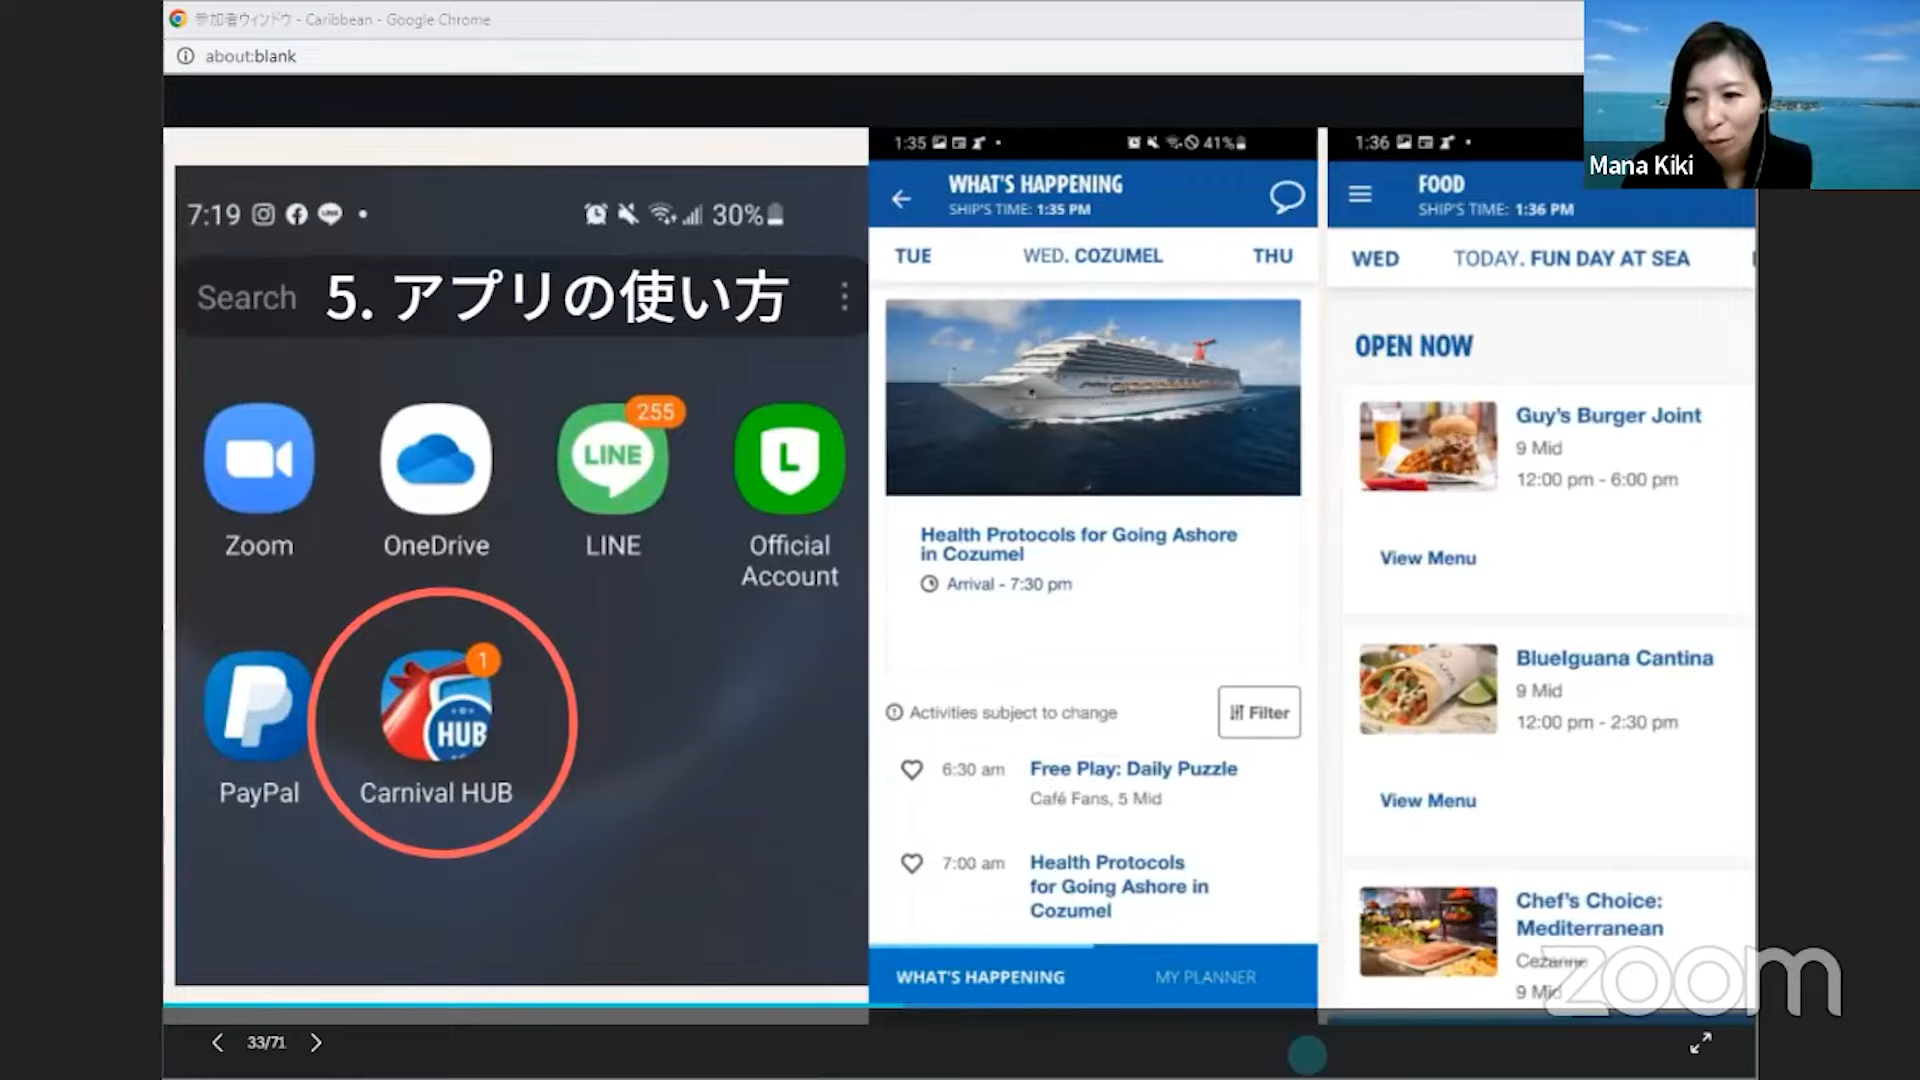 参加者ウィンドウ - Caribbean - Google Chrome
about:blank
Mana Kiki
7:19
30%
Search
5. アプリの使い方
255
LINE
L
Zoom
OneDrive
LINE
Official
Account
1
HUB
PayPal
Carnival HUB
1:35
41%
WHAT'S HAPPENING
SHIP'S TIME: 1:35 PM
TUE
WED. COZUMEL
THU
Health Protocols for Going Ashore
in Cozumel
Arrival - 7:30 pm
Activities subject to change
Filter
6:30 am
Free Play: Daily Puzzle
Café Fans, 5 Mid
7:00 am
Health Protocols
for Going Ashore in
Cozumel
WHAT'S HAPPENING
MY PLANNER
1:36
FOOD
SHIP'S TIME: 1:36 PM
WED
TODAY. FUN DAY AT SEA
OPEN NOW
Guy's Burger Joint
9 Mid
12:00 pm - 6:00 pm
View Menu
BlueIguana Cantina
9 Mid
12:00 pm - 2:30 pm
View Menu
Chef's Choice:
Mediterranean
Cezanne
9 Mid
zoom
33/71